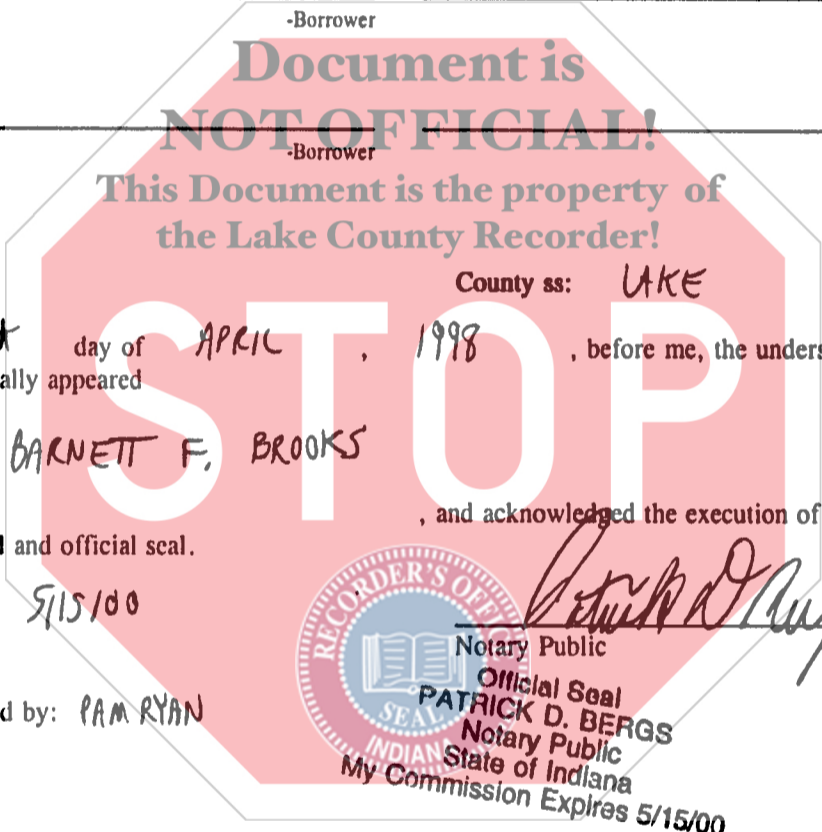 -Borrower
Document is
NOT OFFICIAL!
-Borrower
This Document is the property of
the Lake County Recorder!
County ss: LAKE
day of APRIL , 1998 , before me, the unders
ally appeared
STOP
BARNETT F. BROOKS
, and acknowledged the execution of
and official seal.
5/15/00
RECORDER'S OFFICE
SEAL
INDIANA
Notary Public
d by: PAM RYAN
Official Seal
PATRICK D. BERGS
Notary Public
State of Indiana
My Commission Expires 5/15/00